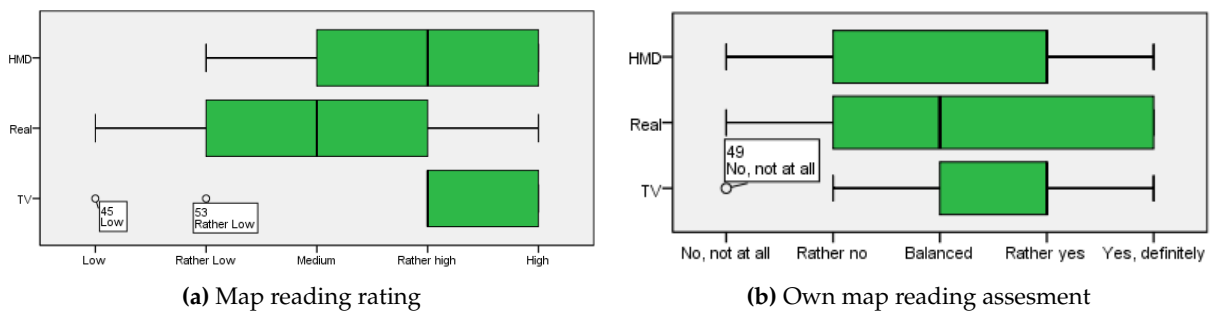 HMD
Real
TV
45
Low
53
Rather Low
Low
Rather Low
Medium
Rather high
High
(a) Map reading rating
HMD
Real
TV
49
No, not at all
No, not at all
Rather no
Balanced
Rather yes
Yes, definitely
(b) Own map reading assesment